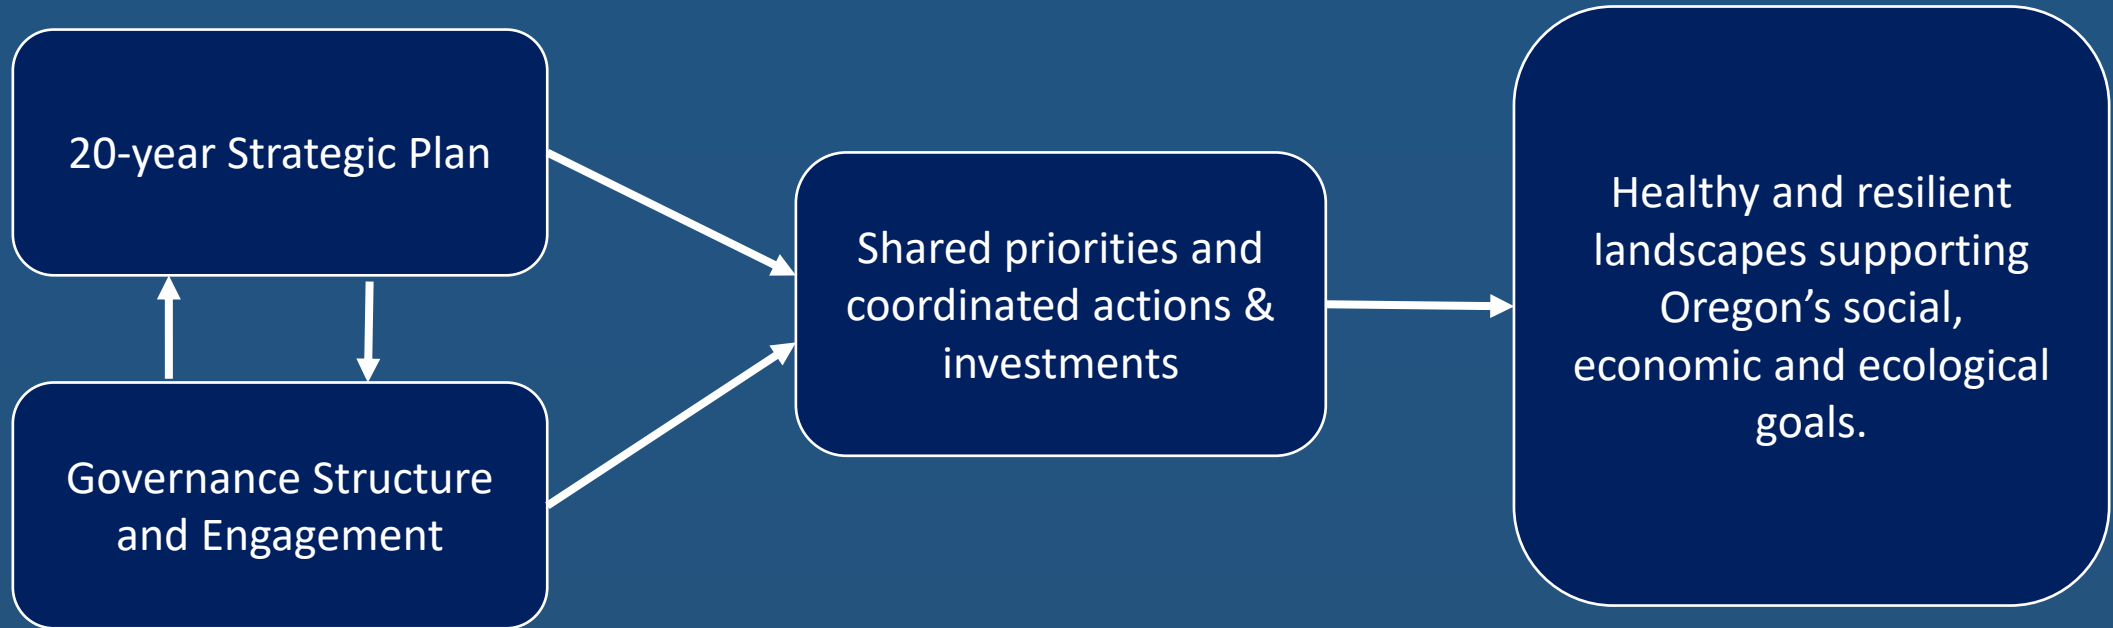 20-year Strategic Plan
Governance Structure
and Engagement
Shared priorities and
coordinated actions &
investments
Healthy and resilient
landscapes supporting
Oregon’s social,
economic and ecological
goals.